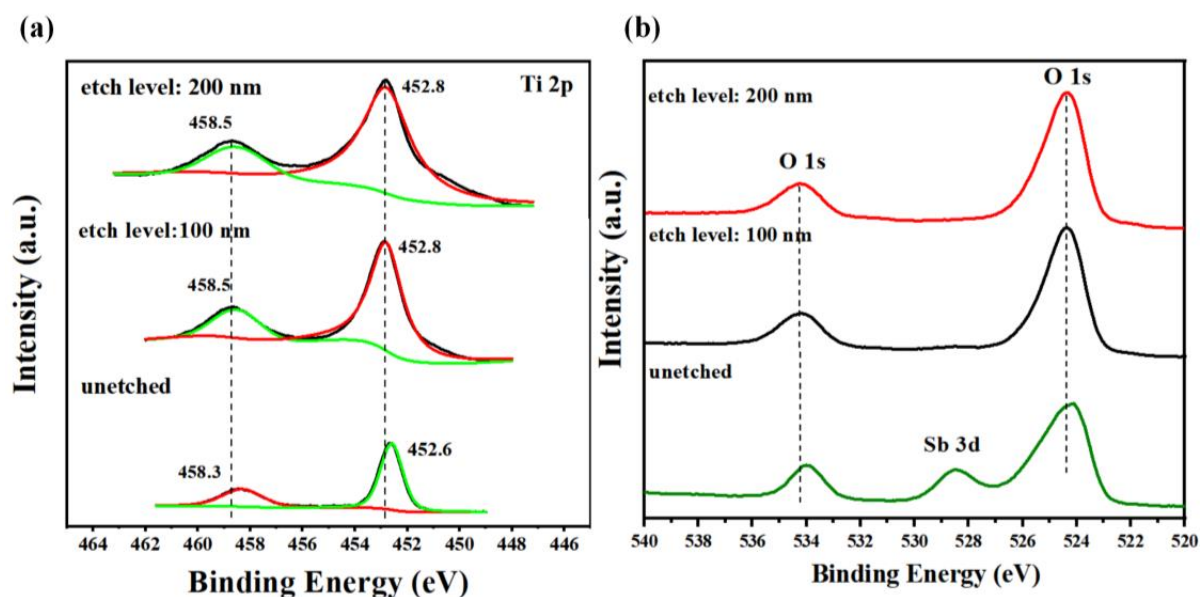 (a)
Ti 2p
etch level: 200 nm
452.8
458.5
etch level:100 nm
452.8
458.5
unetched
452.6
458.3
Intensity (a.u.)
464 462 460 458 456 454 452 450 448 446
Binding Energy (eV)
(b)
O 1s
etch level: 200 nm
O 1s
etch level: 100 nm
unetched
Sb 3d
Intensity (a.u.)
540 538 536 534 532 530 528 526 524 522 520
Binding Energy (eV)